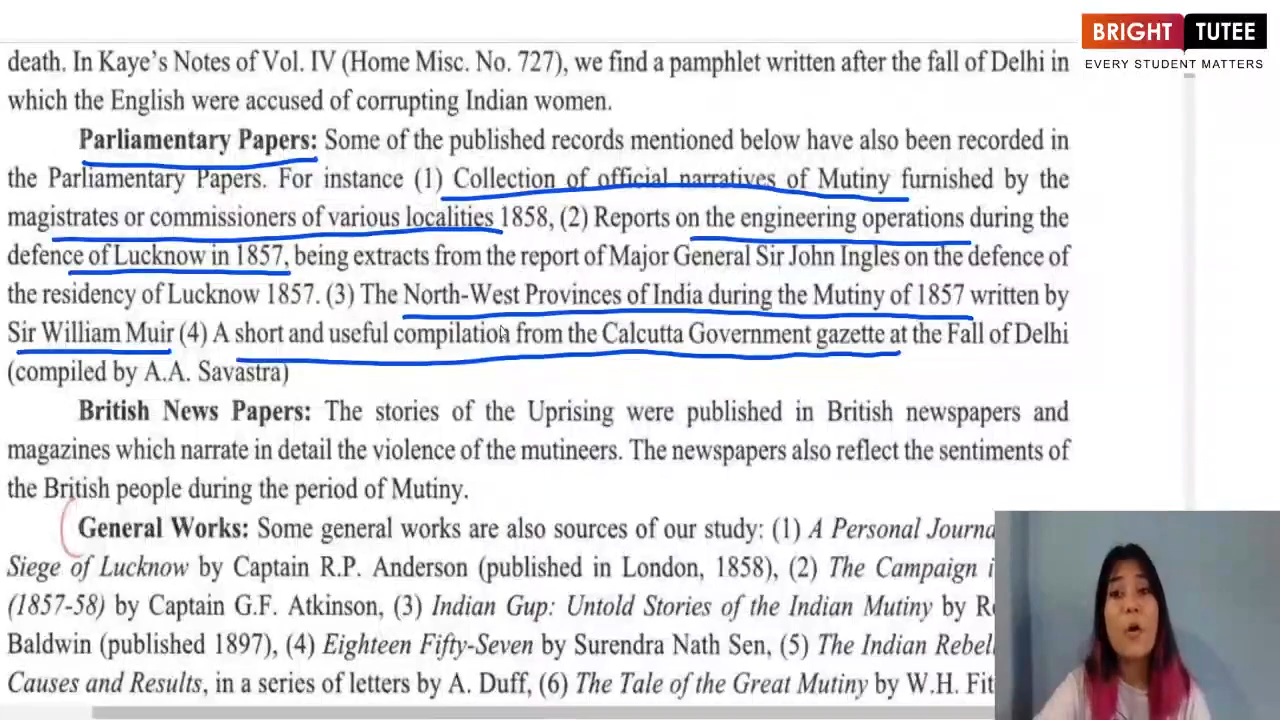 BRIGHT TUTEE
EVERY STUDENT MATTERS
death. In Kaye's Notes of Vol. IV (Home Misc. No. 727), we find a pamphlet written after the fall of Delhi in
which the English were accused of corrupting Indian women.
Parliamentary Papers: Some of the published records mentioned below have also been recorded in
the Parliamentary Papers. For instance (1) Collection of official narratives of Mutiny furnished by the
magistrates or commissioners of various localities 1858, (2) Reports on the engineering operations during the
defence of Lucknow in 1857, being extracts from the report of Major General Sir John Ingles on the defence of
the residency of Lucknow 1857. (3) The North-West Provinces of India during the Mutiny of 1857 written by
Sir William Muir (4) A short and useful compilation from the Calcutta Government gazette at the Fall of Delhi
(compiled by A.A. Savastra)
British News Papers: The stories of the Uprising were published in British newspapers and
magazines which narrate in detail the violence of the mutineers. The newspapers also reflect the sentiments of
the British people during the period of Mutiny.
General Works: Some general works are also sources of our study: (1) A Personal Journa
Siege of Lucknow by Captain R.P. Anderson (published in London, 1858), (2) The Campaign i
(1857-58) by Captain G.F. Atkinson, (3) Indian Gup: Untold Stories of the Indian Mutiny by R
Baldwin (published 1897), (4) Eighteen Fifty-Seven by Surendra Nath Sen, (5) The Indian Rebel
Causes and Results, in a series of letters by A. Duff, (6) The Tale of the Great Mutiny by W.H. Fit